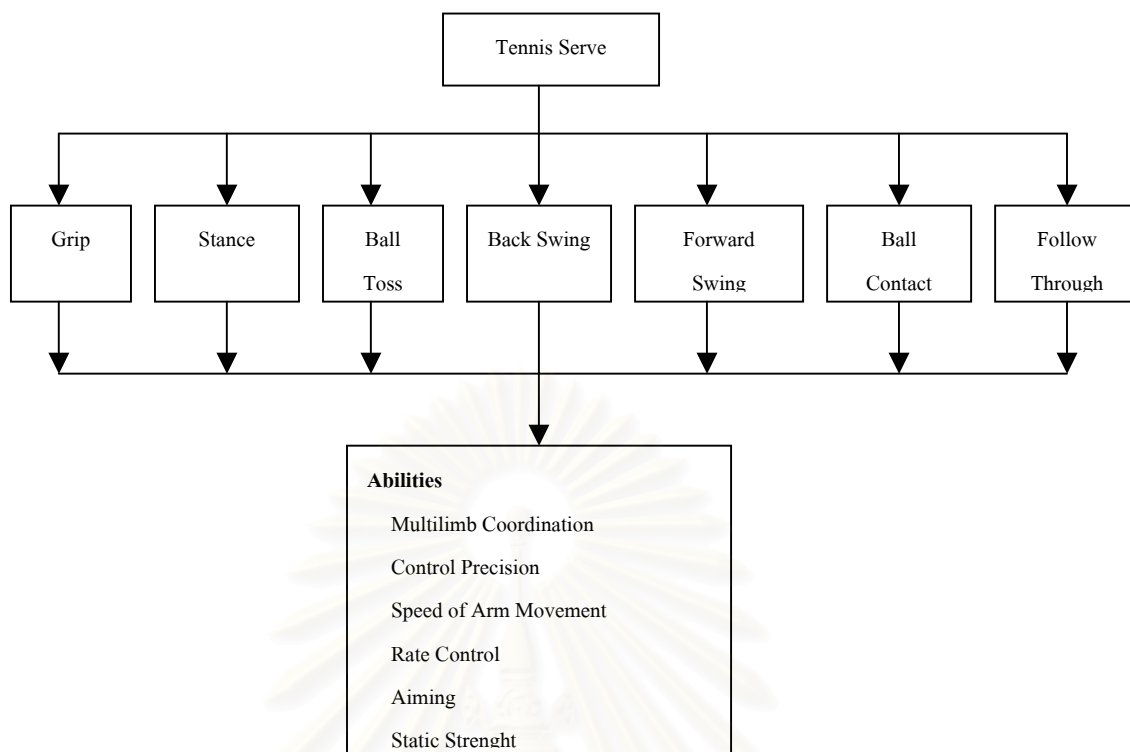 Tennis Serve
Grip
Stance
Ball
Toss
Back Swing
Forward
Swing
Ball
Contact
Follow
Through
Abilities
Multilimb Coordination
Control Precision
Speed of Arm Movement
Rate Control
Aiming
Static Strenght